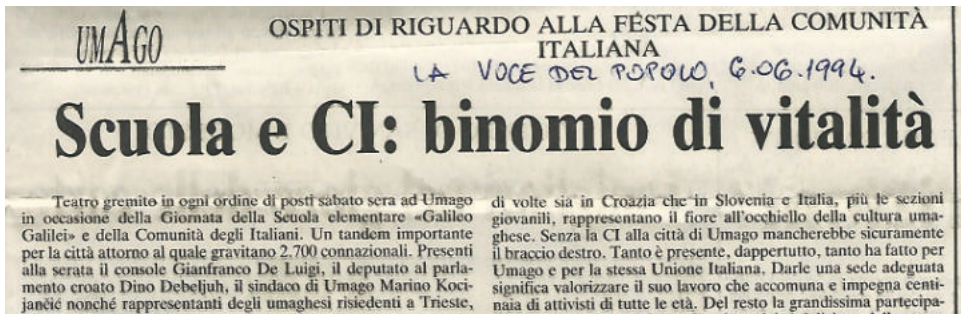 UMAGO
OSPITI DI RIGUARDO ALLA FESTA DELLA COMUNITÀ
ITALIANA
LA VOCE DEL POPOLO, 6.06.1994.
Scuola e CI: binomio di vitalità
Teatro gremito in ogni ordine di posti sabato sera ad Umago
in occasione della Giornata della Scuola elementare «Galileo
Galilei» e della Comunità degli Italiani. Un tandem importante
per la città attorno al quale gravitano 2.700 connazionali. Presenti
alla serata il console Gianfranco De Luigi, il deputato al parla-
mento croato Dino Debeljuh, il sindaco di Umago Marino Koci-
jančić nonché rappresentanti degli umaghesi risiedenti a Trieste,
di volte sia in Croazia che in Slovenia e Italia, più le sezioni
giovanili, rappresentano il fiore all'occhiello della cultura uma-
ghese. Senza la CI alla città di Umago mancherebbe sicuramente
il braccio destro. Tanto è presente, dappertutto, tanto ha fatto per
Umago e per la stessa Unione Italiana. Darle una sede adeguata
significa valorizzare il suo lavoro che accomuna e impegna centi-
naia di attivisti di tutte le età. Del resto la grandissima partecipa-